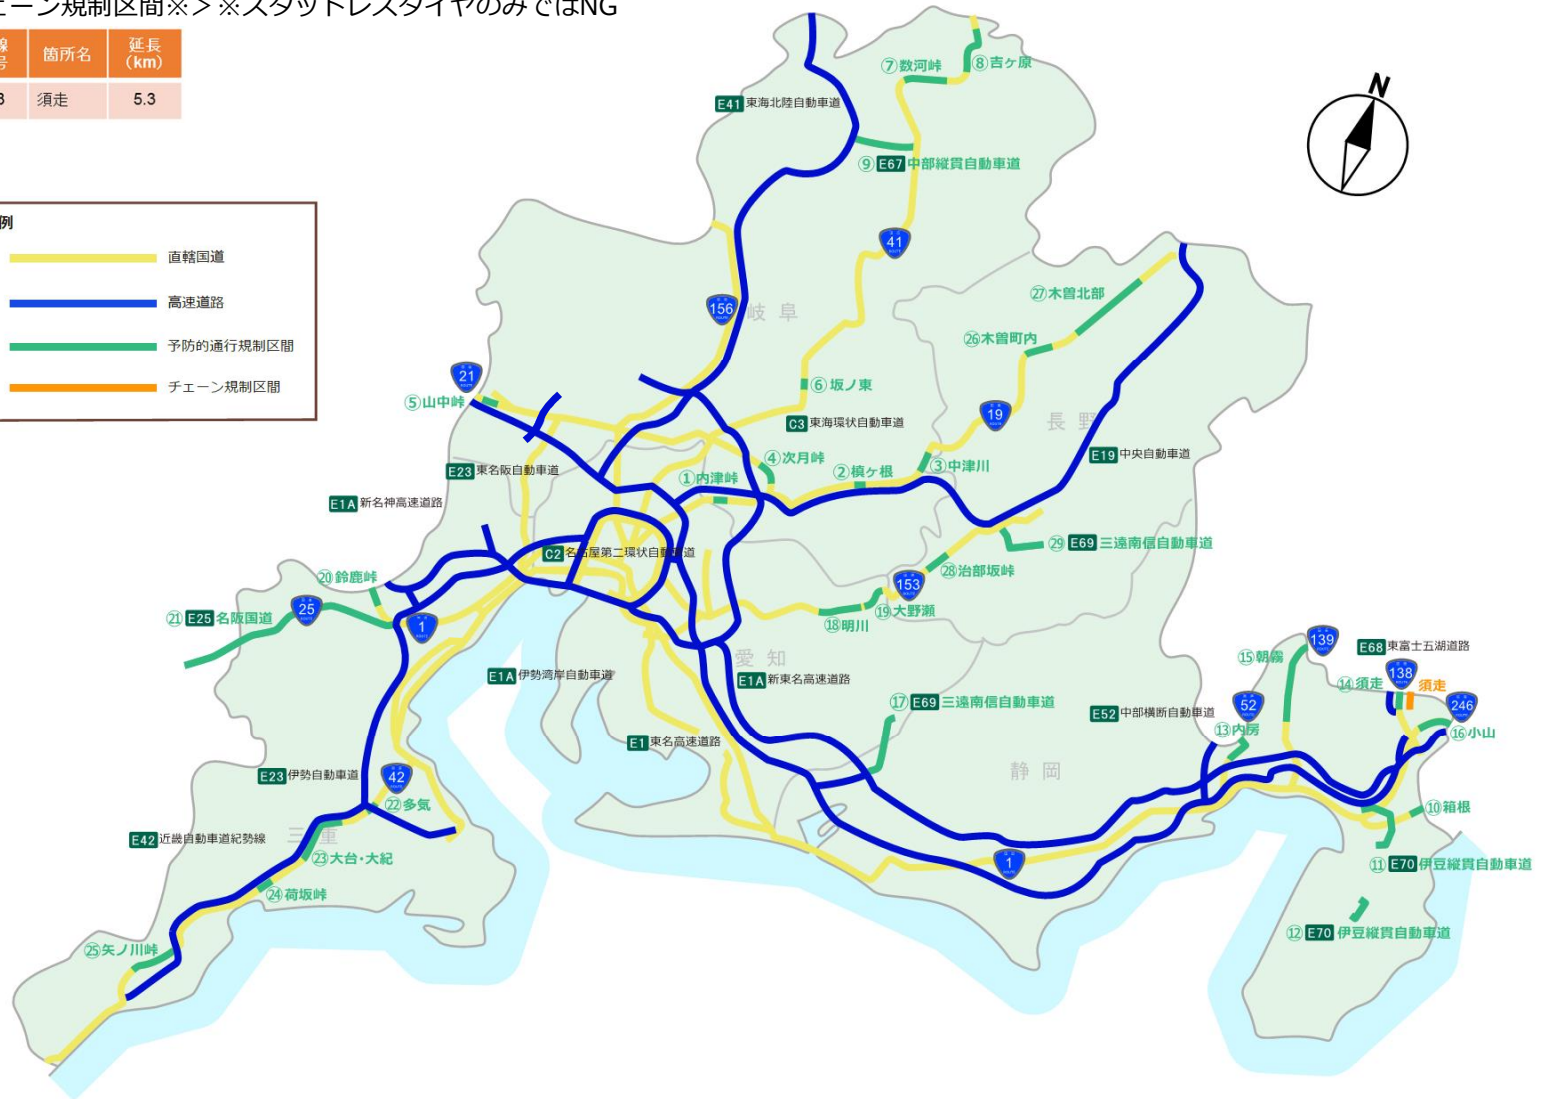 ェーン規制区間※＞※スタッドレスタイヤのみではNG
箇所名
延長
（km）
須走
5.3
例
直轄国道
高速道路
予防的通行規制区間
チェーン規制区間
N
⑦数河峠
⑧吉ヶ原
E41 東海北陸自動車道
⑨ E67 中部縦貫自動車道
41
156
岐阜
㉗木曽北部
㉖木曽町内
21
⑤山中峠
⑥坂ノ東
C3 東海環状自動車道
19
長野
E19 中央自動車道
E23 東名阪自動車道
④次月峠
①内津峠
②槙ヶ根
③中津川
E1A 新名神高速道路
C2 名古屋第二環状自動車道
㉙ E69 三遠南信自動車道
⑳鈴鹿峠
㉘治部坂峠
153
㉑ E25 名阪国道
25
1
⑲大野瀬
⑱明川
愛知
E1A 伊勢湾岸自動車道
E1A 新東名高速道路
139
⑮朝霧
E68 東富士五湖道路
138
⑭須走
須走
246
⑯小山
⑰ E69 三遠南信自動車道
E52 中部横断自動車道
52
⑬内房
E1 東名高速道路
静岡
E23 伊勢自動車道
42
㉒多気
⑩箱根
E42 近畿自動車道紀勢線
三重
㉓大台・大紀
1
⑪ E70 伊豆縦貫自動車道
㉔荷坂峠
⑫ E70 伊豆縦貫自動車道
㉕矢ノ川峠